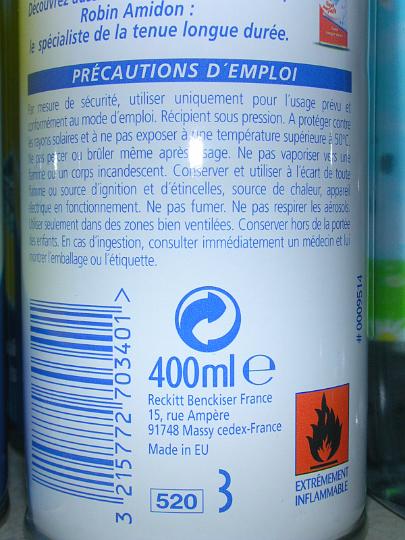 Découvrez aussi
Robin Amidon :
le spécialiste de la tenue longue durée.
PRÉCAUTIONS D'EMPLOI
Par mesure de sécurité, utiliser uniquement pour l'usage prévu et
conformément au mode d'emploi. Récipient sous pression. A protéger contre
les rayons solaires et à ne pas exposer à une température supérieure à 50°C.
Ne pas percer ou brûler même après usage. Ne pas vaporiser vers une
flamme ou un corps incandescent. Conserver et utiliser à l'écart de toute
flamme ou source d'ignition et d'étincelles, source de chaleur, appareil
électrique en fonctionnement. Ne pas fumer. Ne pas respirer les aérosols.
Utiliser seulement dans des zones bien ventilées. Conserver hors de la portée
des enfants. En cas d'ingestion, consulter immédiatement un médecin et lui
montrer l'emballage ou l'étiquette.
400ml e
Reckitt Benckiser France
15, rue Ampère
91748 Massy cedex-France
Made in EU
520 3
3 215772 703401 >
EXTRÊMEMENT
INFLAMMABLE
#0009514